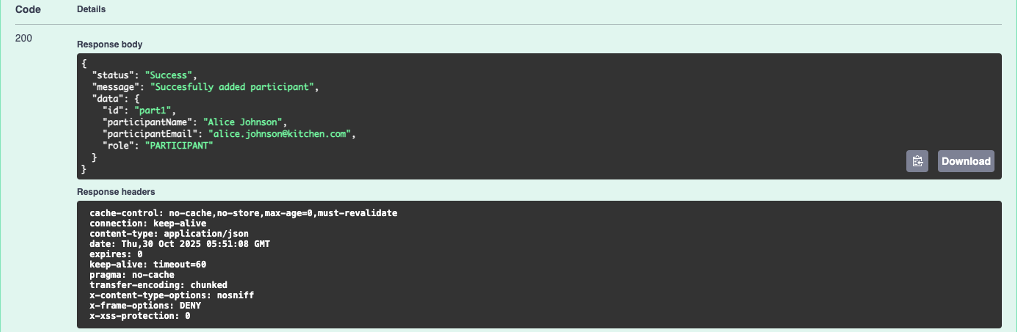 Code Details
200
Response body
{
  "status": "Success",
  "message": "Succesfully added participant",
  "data": {
    "id": "part1",
    "participantName": "Alice Johnson",
    "participantEmail": "alice.johnson@kitchen.com",
    "role": "PARTICIPANT"
  }
}
Download
Response headers
cache-control: no-cache,no-store,max-age=0,must-revalidate
connection: keep-alive
content-type: application/json
date: Thu,30 Oct 2025 05:51:08 GMT
expires: 0
keep-alive: timeout=60
pragma: no-cache
transfer-encoding: chunked
x-content-type-options: nosniff
x-frame-options: DENY
x-xss-protection: 0